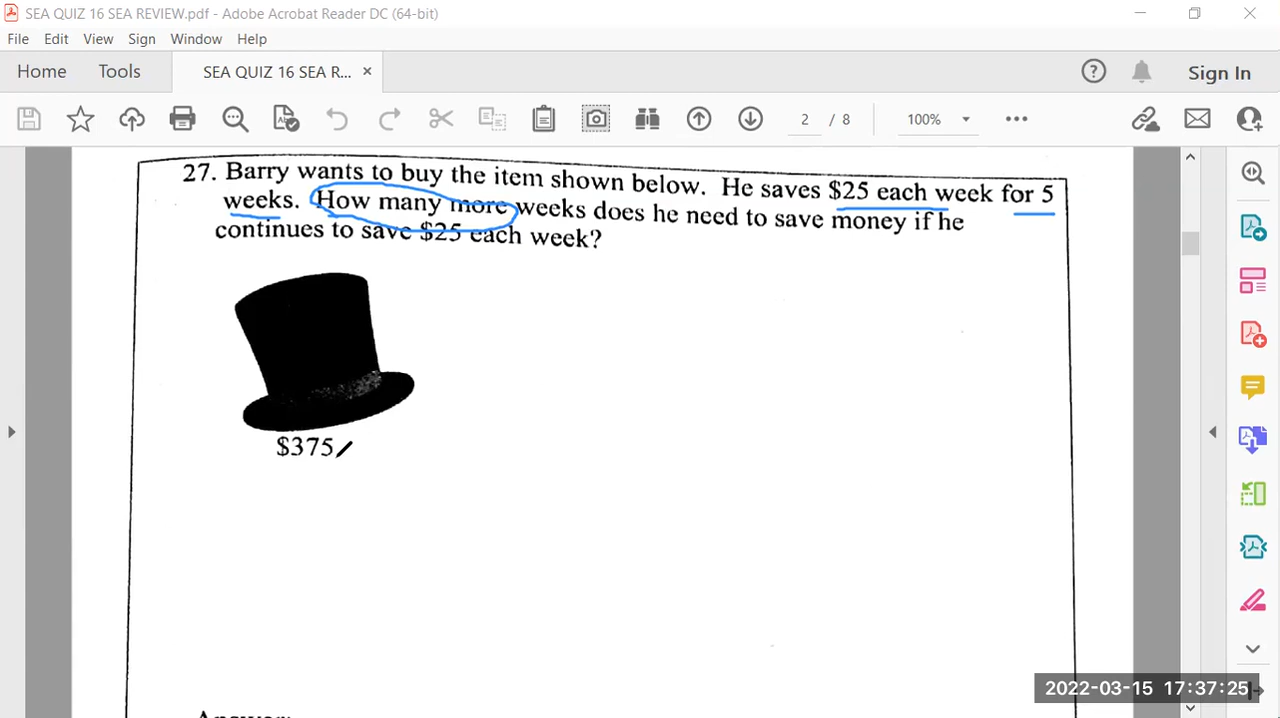 SEA QUIZ 16 SEA REVIEW.pdf - Adobe Acrobat Reader DC (64-bit)
File Edit View Sign Window Help
Home Tools SEA QUIZ 16 SEA R... × Sign In
2 / 8 100%
27. Barry wants to buy the item shown below. He saves $25 each week for 5
weeks. How many more weeks does he need to save money if he
continues to save $25 each week?
$375
2022-03-15 17:37:25